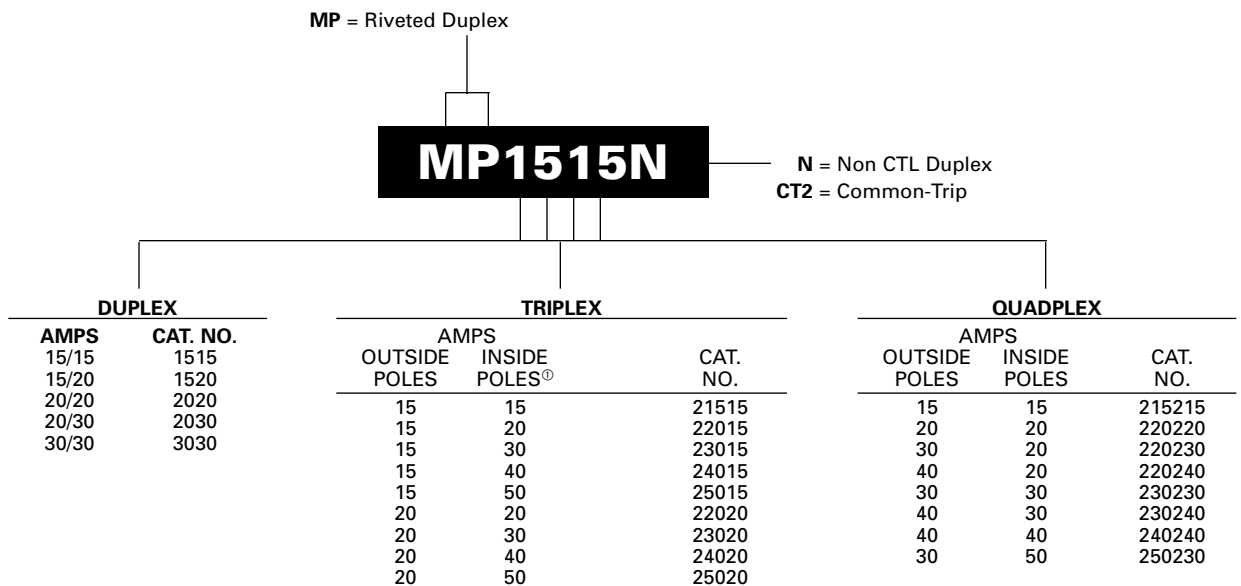 MP = Riveted Duplex
MP1515N
N = Non CTL Duplex
CT2 = Common-Trip
DUPLEX
AMPS CAT. NO.
15/15 1515
15/20 1520
20/20 2020
20/30 2030
30/30 3030
TRIPLEX
AMPS
OUTSIDE INSIDE CAT.
POLES POLES① NO.
15 15 21515
15 20 22015
15 30 23015
15 40 24015
15 50 25015
20 20 22020
20 30 23020
20 40 24020
20 50 25020
QUADPLEX
AMPS
OUTSIDE INSIDE CAT.
POLES POLES NO.
15 15 215215
20 20 220220
30 20 220230
40 20 220240
30 30 230230
40 30 230240
40 40 240240
30 50 250230